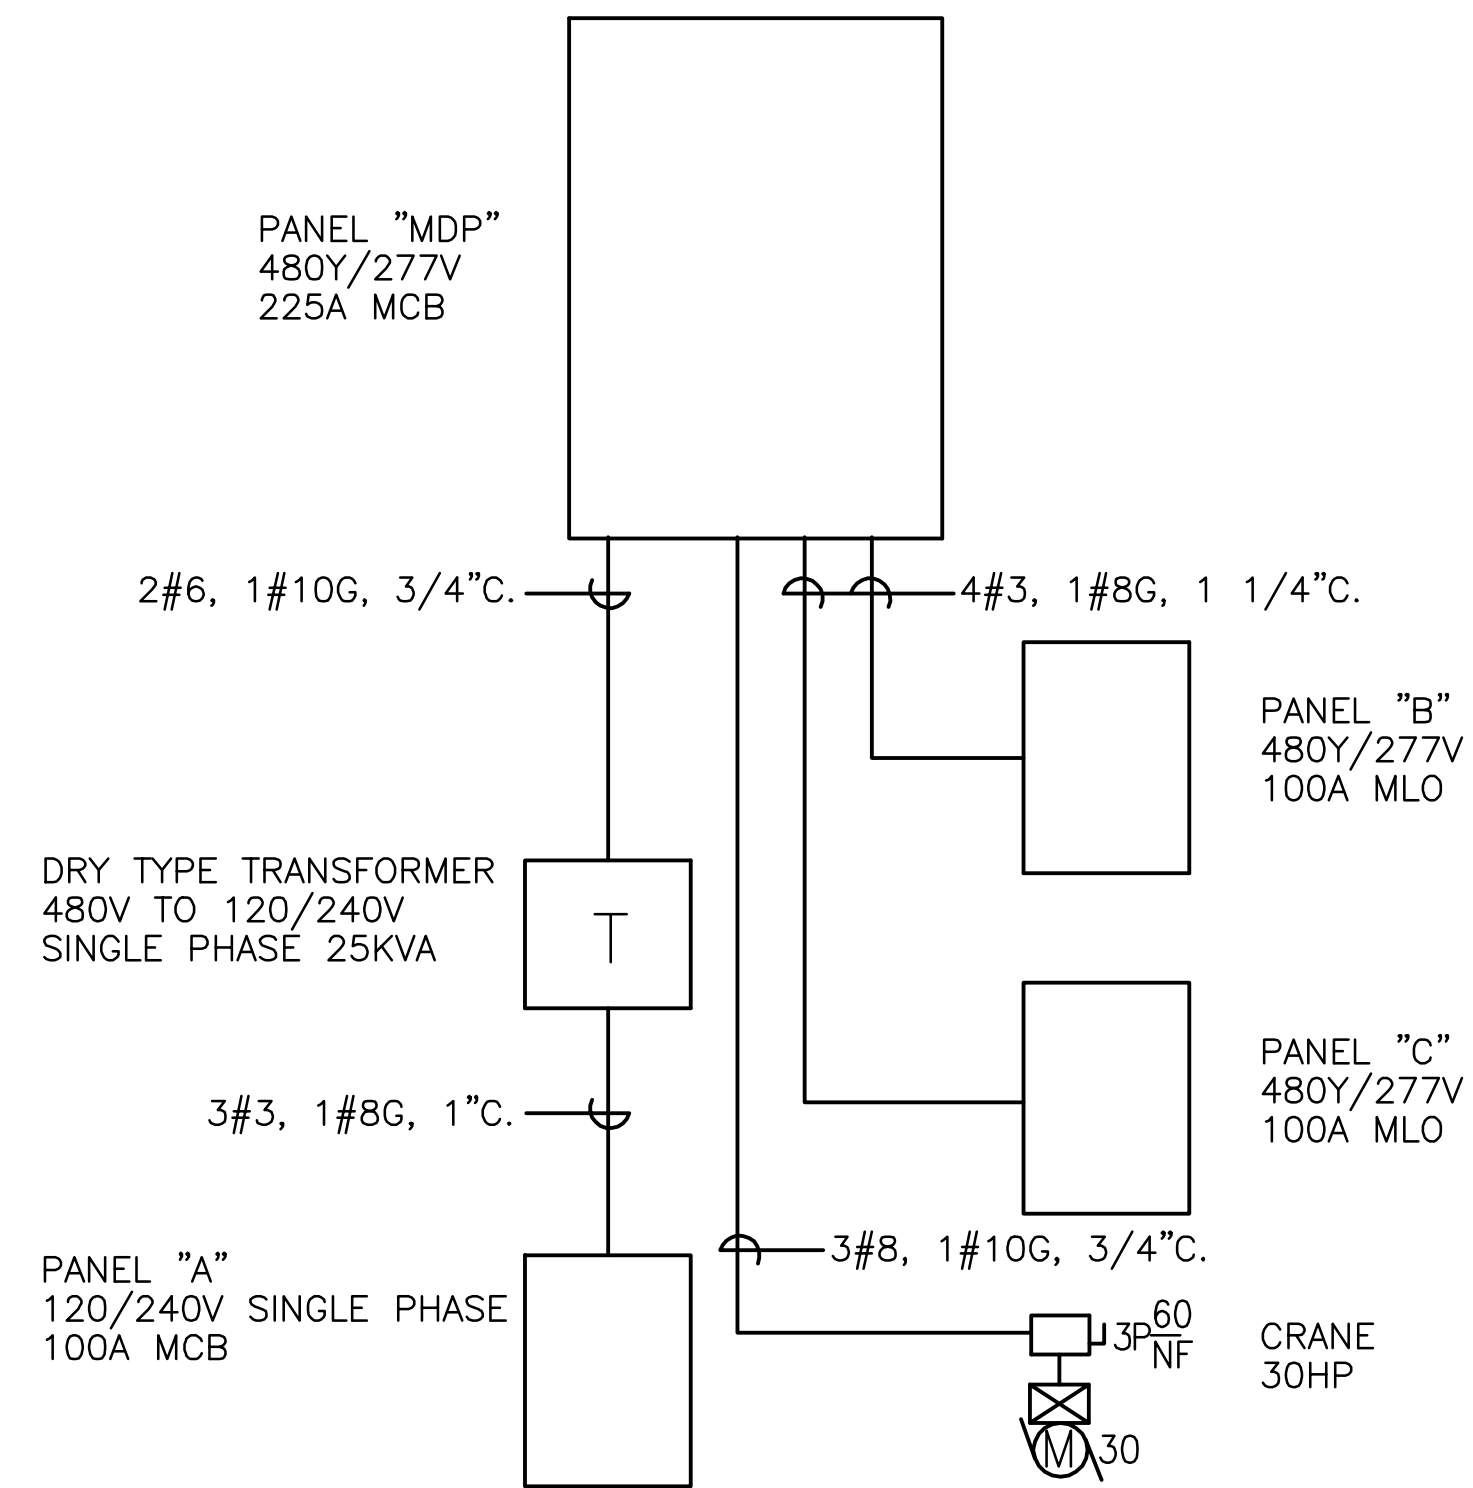 PANEL "MDP"
480Y/277V
225A MCB
2#6, 1#10G, 3/4"C.
4#3, 1#8G, 1 1/4"C.
PANEL "B"
480Y/277V
100A MLO
DRY TYPE TRANSFORMER
480V TO 120/240V
SINGLE PHASE 25KVA
T
PANEL "C"
480Y/277V
100A MLO
3#3, 1#8G, 1"C.
3#8, 1#10G, 3/4"C.
PANEL "A"
120/240V SINGLE PHASE
100A MCB
3P 60
NF
CRANE
30HP
M 30